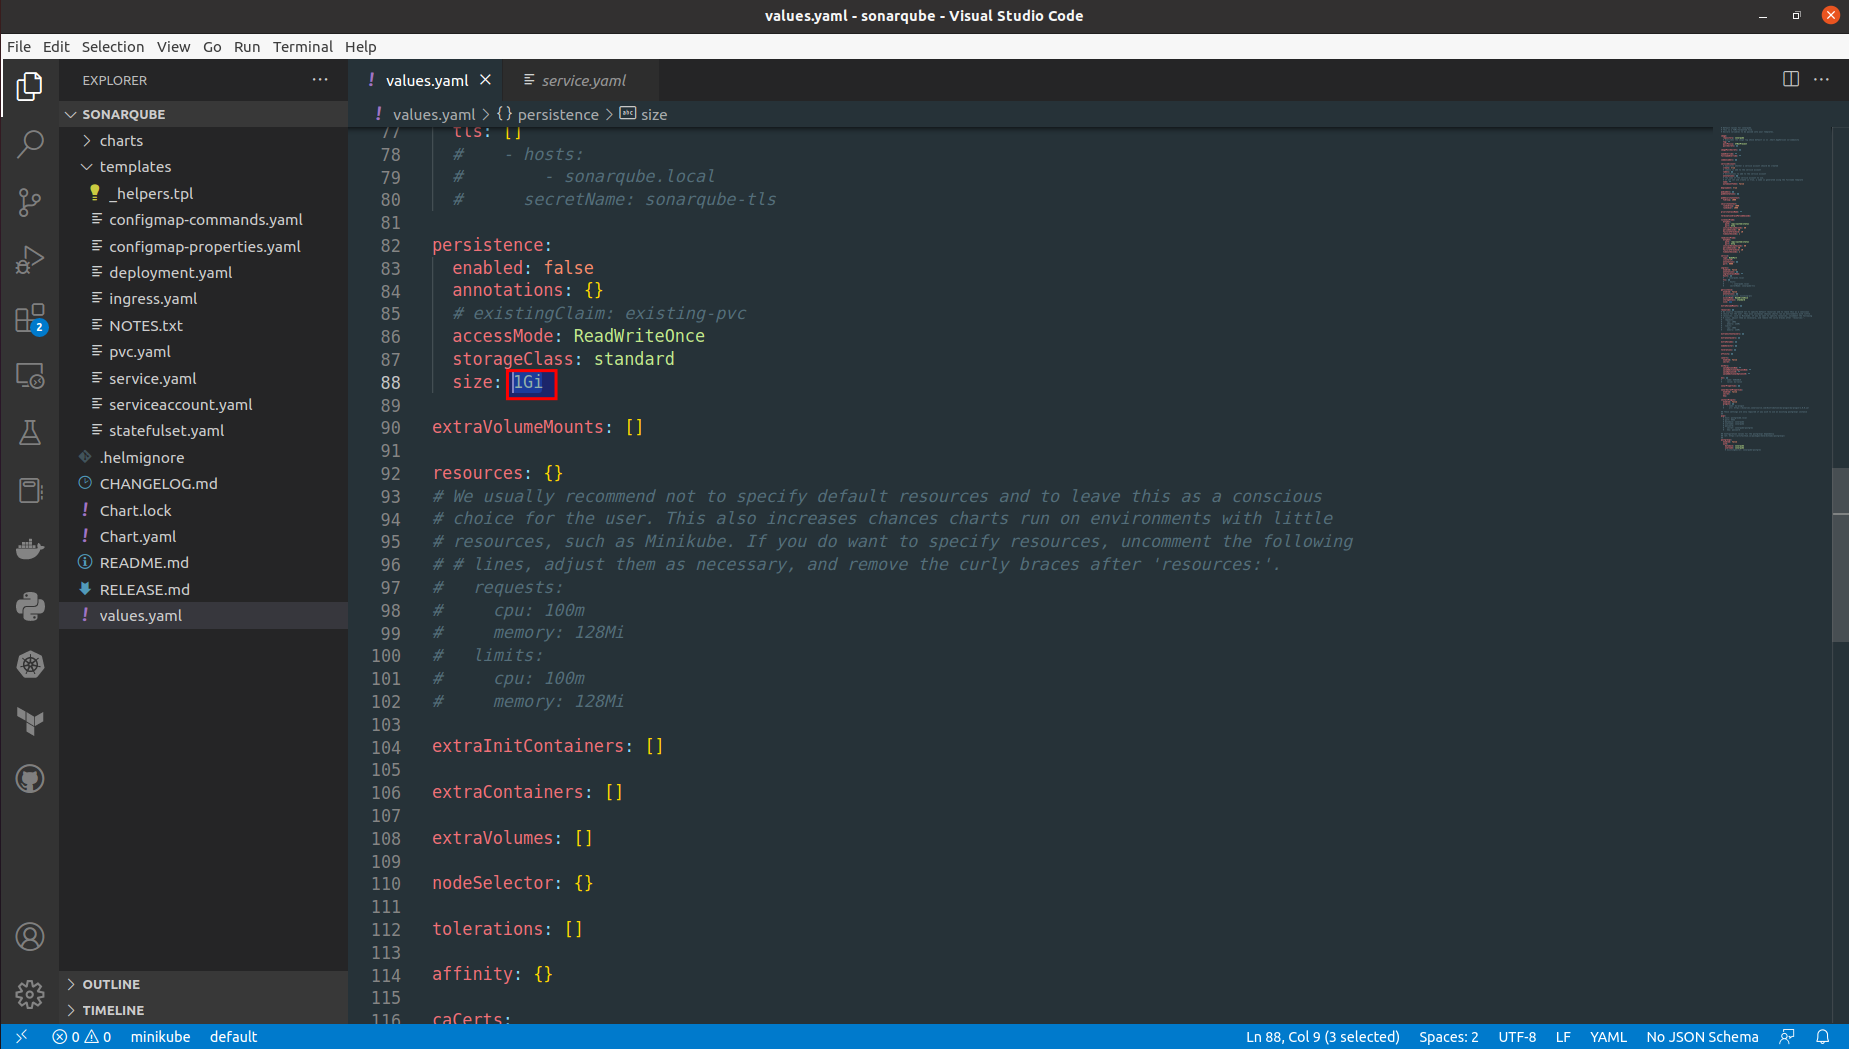 values.yaml - sonarqube - Visual Studio Code
File Edit Selection View Go Run Terminal Help
EXPLORER
SONARQUBE
charts
templates
_helpers.tpl
configmap-commands.yaml
configmap-properties.yaml
deployment.yaml
ingress.yaml
NOTES.txt
pvc.yaml
service.yaml
serviceaccount.yaml
statefulset.yaml
.helmignore
CHANGELOG.md
! Chart.lock
! Chart.yaml
README.md
RELEASE.md
! values.yaml
OUTLINE
TIMELINE
2
! values.yaml service.yaml
! values.yaml > {} persistence > abc size
77 tls: []
78 # - hosts:
79 # - sonarqube.local
80 # secretName: sonarqube-tls
81
82 persistence:
83 enabled: false
84 annotations: {}
85 # existingClaim: existing-pvc
86 accessMode: ReadWriteOnce
87 storageClass: standard
88 size: 1Gi
89
90 extraVolumeMounts: []
91
92 resources: {}
93 # We usually recommend not to specify default resources and to leave this as a conscious
94 # choice for the user. This also increases chances charts run on environments with little
95 # resources, such as Minikube. If you do want to specify resources, uncomment the following
96 # # lines, adjust them as necessary, and remove the curly braces after 'resources:'.
97 # requests:
98 # cpu: 100m
99 # memory: 128Mi
100 # limits:
101 # cpu: 100m
102 # memory: 128Mi
103
104 extraInitContainers: []
105
106 extraContainers: []
107
108 extraVolumes: []
109
110 nodeSelector: {}
111
112 tolerations: []
113
114 affinity: {}
115
116 caCerts:
0 0 minikube default Ln 88, Col 9 (3 selected) Spaces: 2 UTF-8 LF YAML No JSON Schema